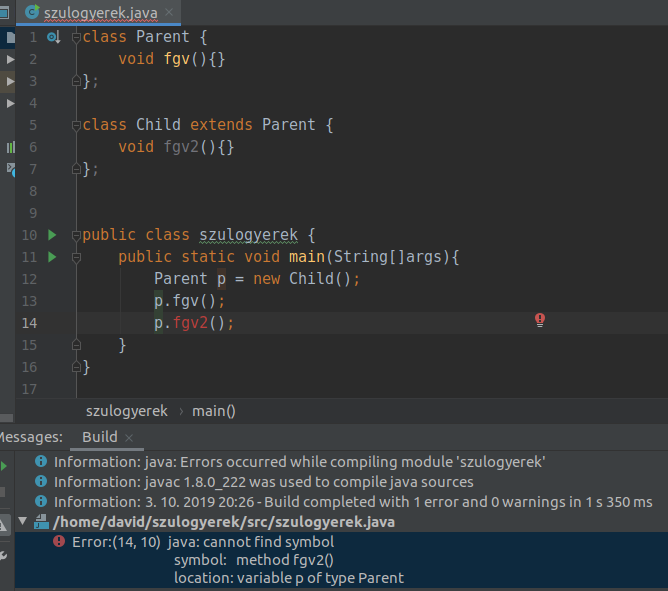 szulogyerek.java
1 class Parent {
2 void fgv(){}
3 };
4
5 class Child extends Parent {
6 void fgv2(){}
7 };
8
9
10 public class szulogyerek {
11 public static void main(String[]args){
12 Parent p = new Child();
13 p.fgv();
14 p.fgv2();
15 }
16 }
17
szulogyerek › main()
Messages: Build
Information: java: Errors occurred while compiling module 'szulogyerek'
Information: javac 1.8.0_222 was used to compile java sources
Information: 3. 10. 2019 20:26 - Build completed with 1 error and 0 warnings in 1 s 350 ms
/home/david/szulogyerek/src/szulogyerek.java
Error:(14, 10) java: cannot find symbol
symbol: method fgv2()
location: variable p of type Parent